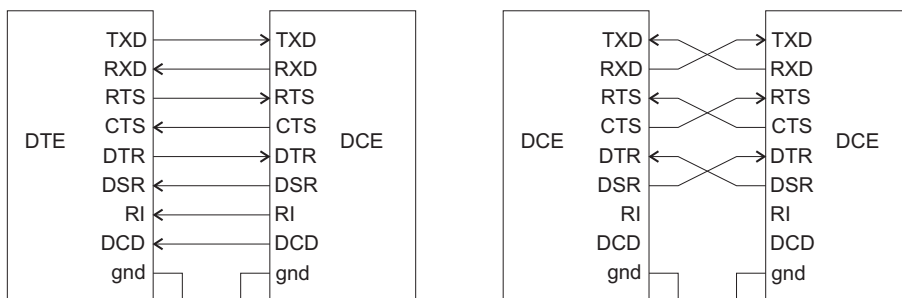 TXD TXD TXD TXD
RXD RXD RXD RXD
RTS RTS RTS RTS
CTS CTS CTS CTS
DTE DCE DCE DCE
DTR DTR DTR DTR
DSR DSR DSR DSR
RI RI RI RI
DCD DCD DCD DCD
gnd gnd gnd gnd